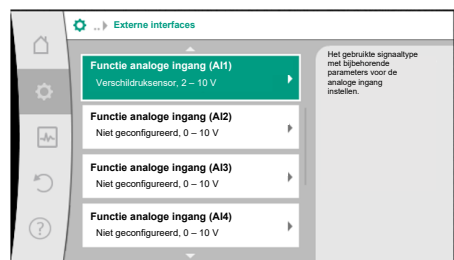 .. Externe interfaces
Functie analoge ingang (AI1)
Verschildruksensor, 2 – 10 V
Functie analoge ingang (AI2)
Niet geconfigureerd, 0 – 10 V
Functie analoge ingang (AI3)
Niet geconfigureerd, 0 – 10 V
Functie analoge ingang (AI4)
Niet geconfigureerd, 0 – 10 V
Het gebruikte signaaltype
met bijbehorende
parameters voor de
analoge ingang
instellen.